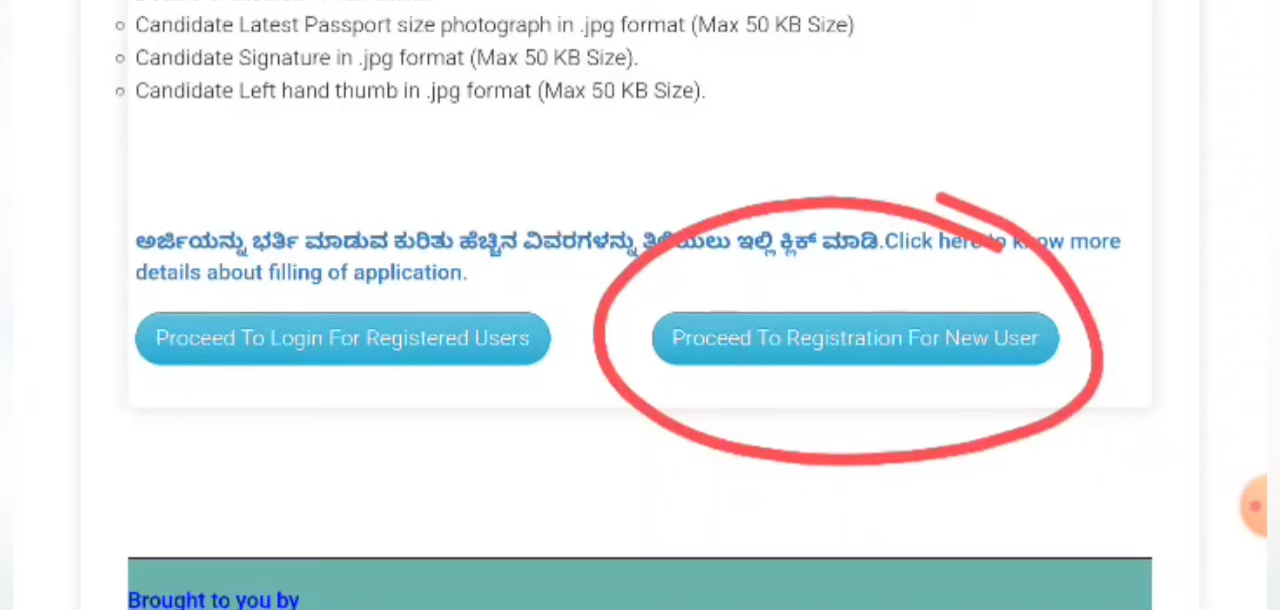 Candidate Latest Passport size photograph in .jpg format (Max 50 KB Size)
Candidate Signature in .jpg format (Max 50 KB Size).
Candidate Left hand thumb in .jpg format (Max 50 KB Size).
ಅರ್ಜಿಯನ್ನು ಭರ್ತಿ ಮಾಡುವ ಕುರಿತು ಹೆಚ್ಚಿನ ವಿವರಗಳನ್ನು ತಿಳಿಯಲು ಇಲ್ಲಿ ಕ್ಲಿಕ್ ಮಾಡಿ.Click here to know more
details about filling of application.
Proceed To Login For Registered Users
Proceed To Registration For New User
Brought to you by